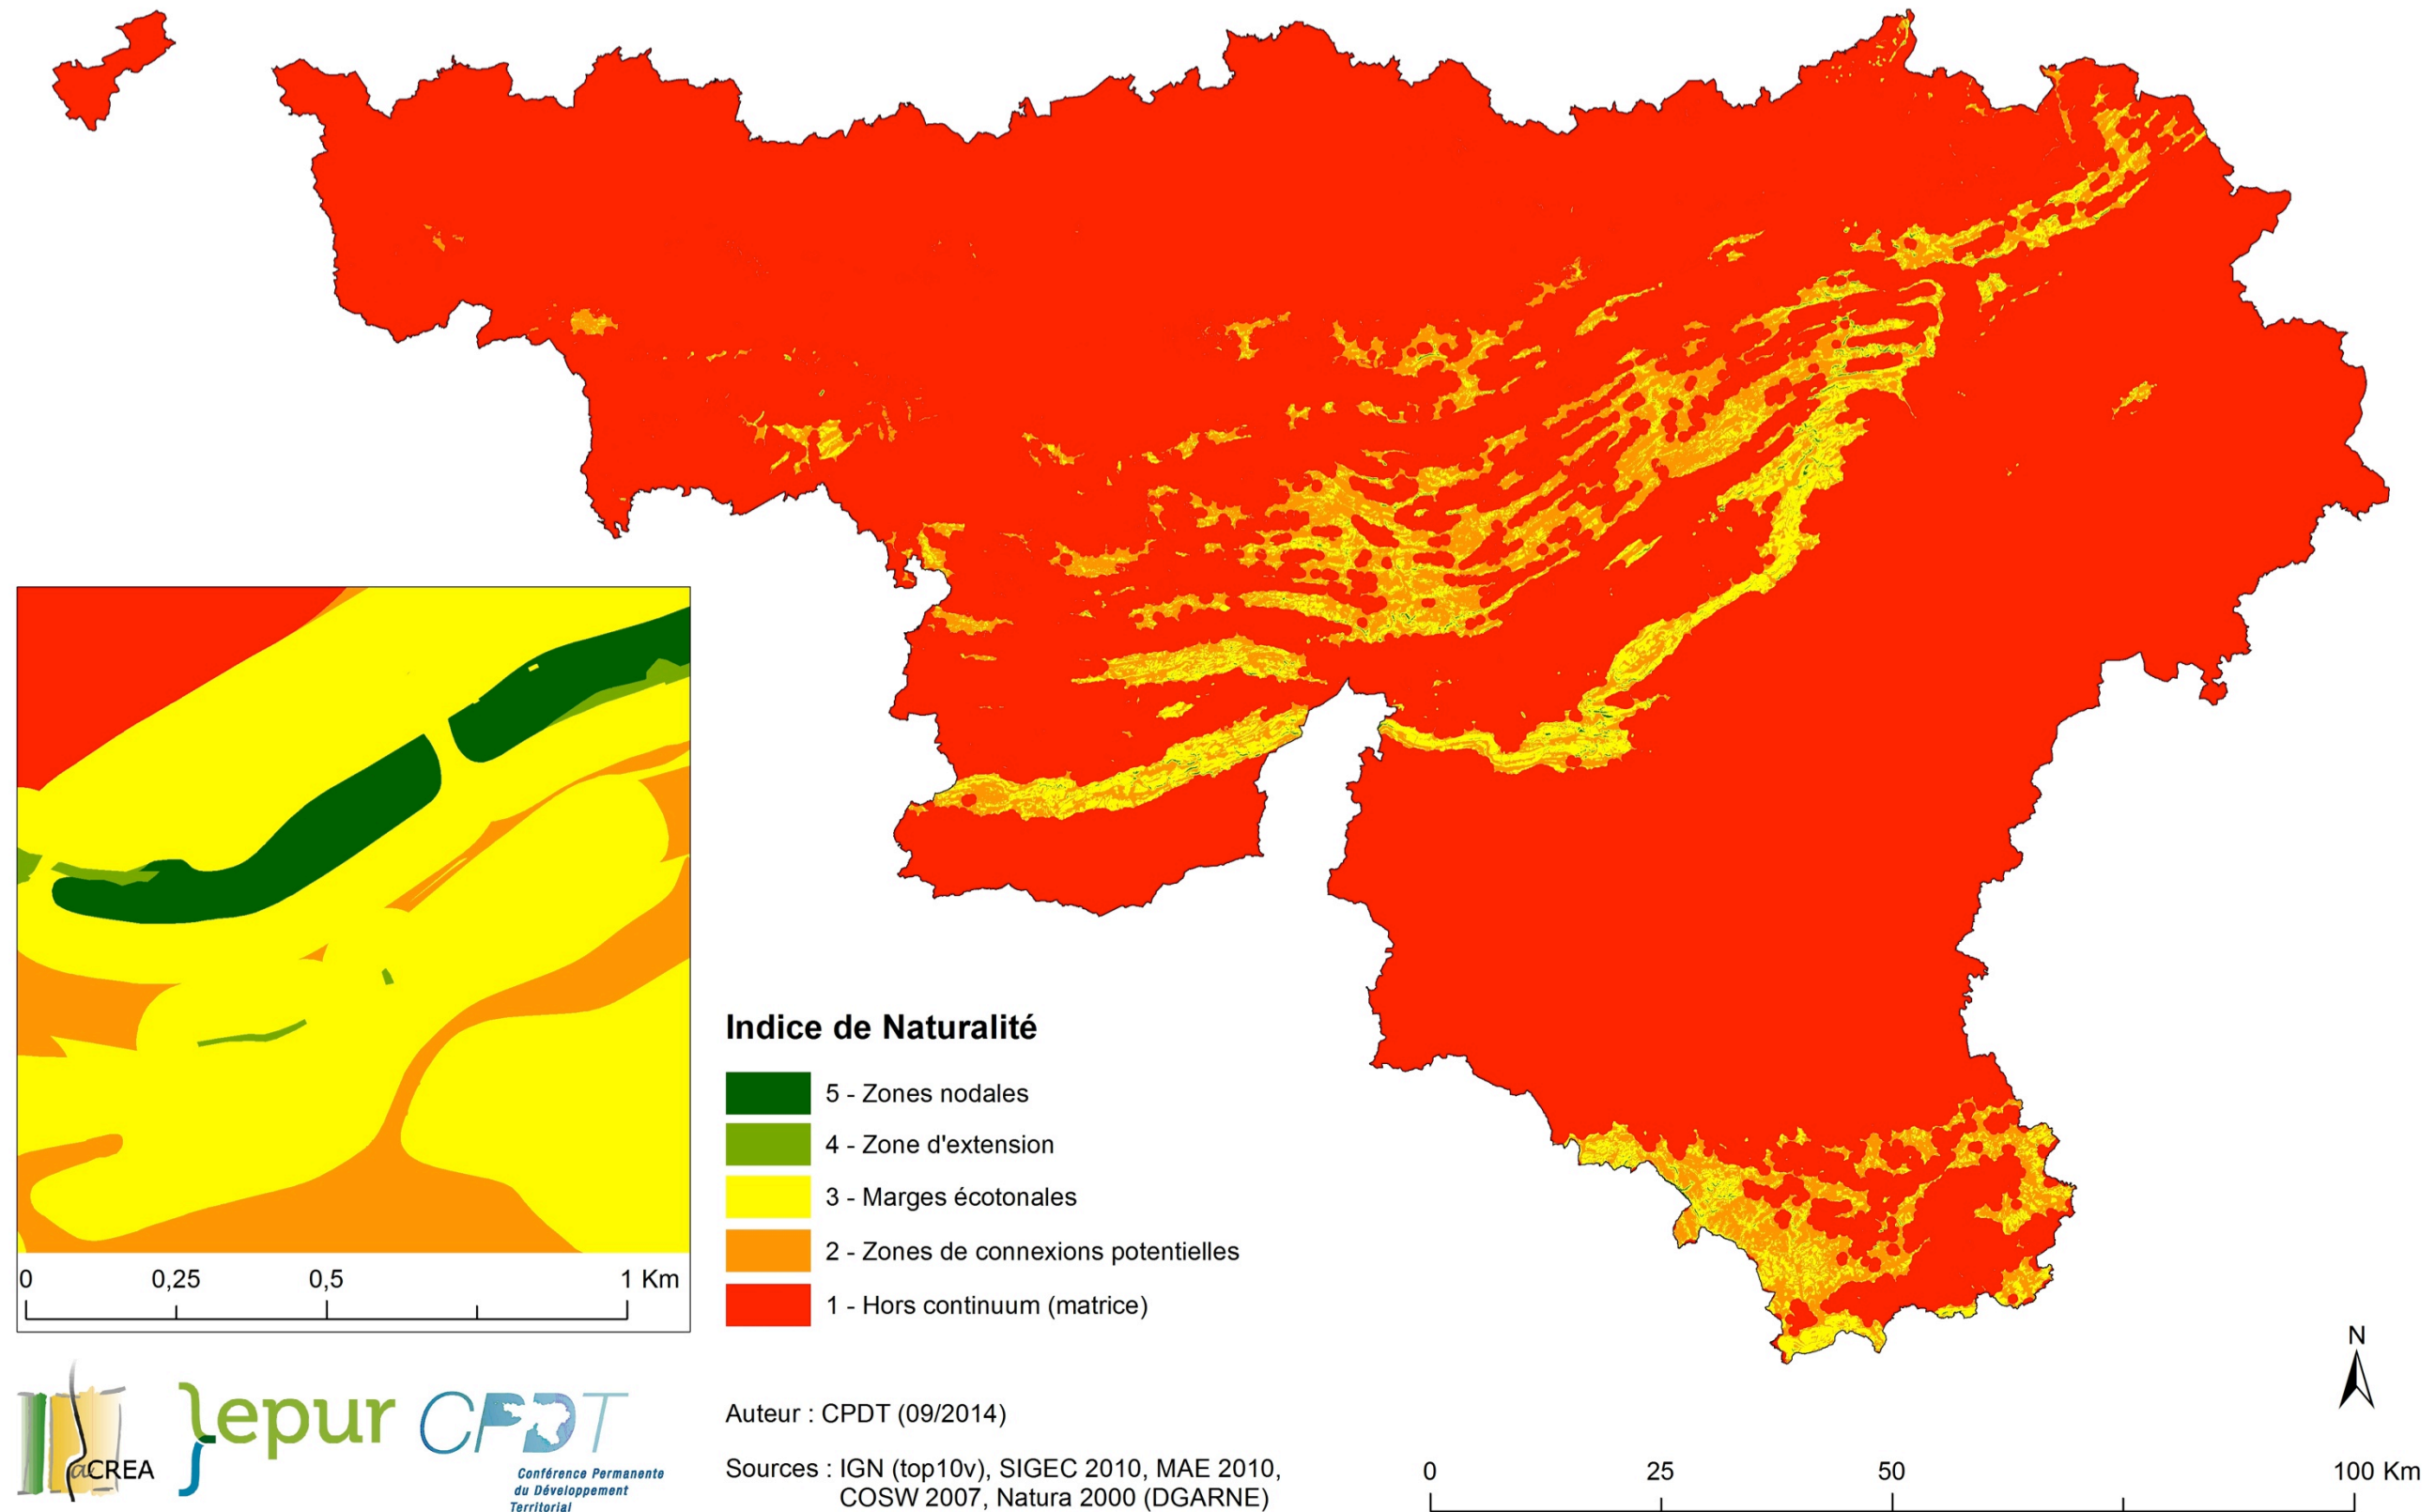 Indice de Naturalité
5 - Zones nodales
4 - Zone d'extension
3 - Marges écotonales
2 - Zones de connexions potentielles
1 - Hors continuum (matrice)
0 0,25 0,5 1 Km
aCREA
lepur
CPDT
Conférence Permanente
du Développement
Territorial
Auteur : CPDT (09/2014)
Sources : IGN (top10v), SIGEC 2010, MAE 2010,
COSW 2007, Natura 2000 (DGARNE)
N
0 25 50 100 Km